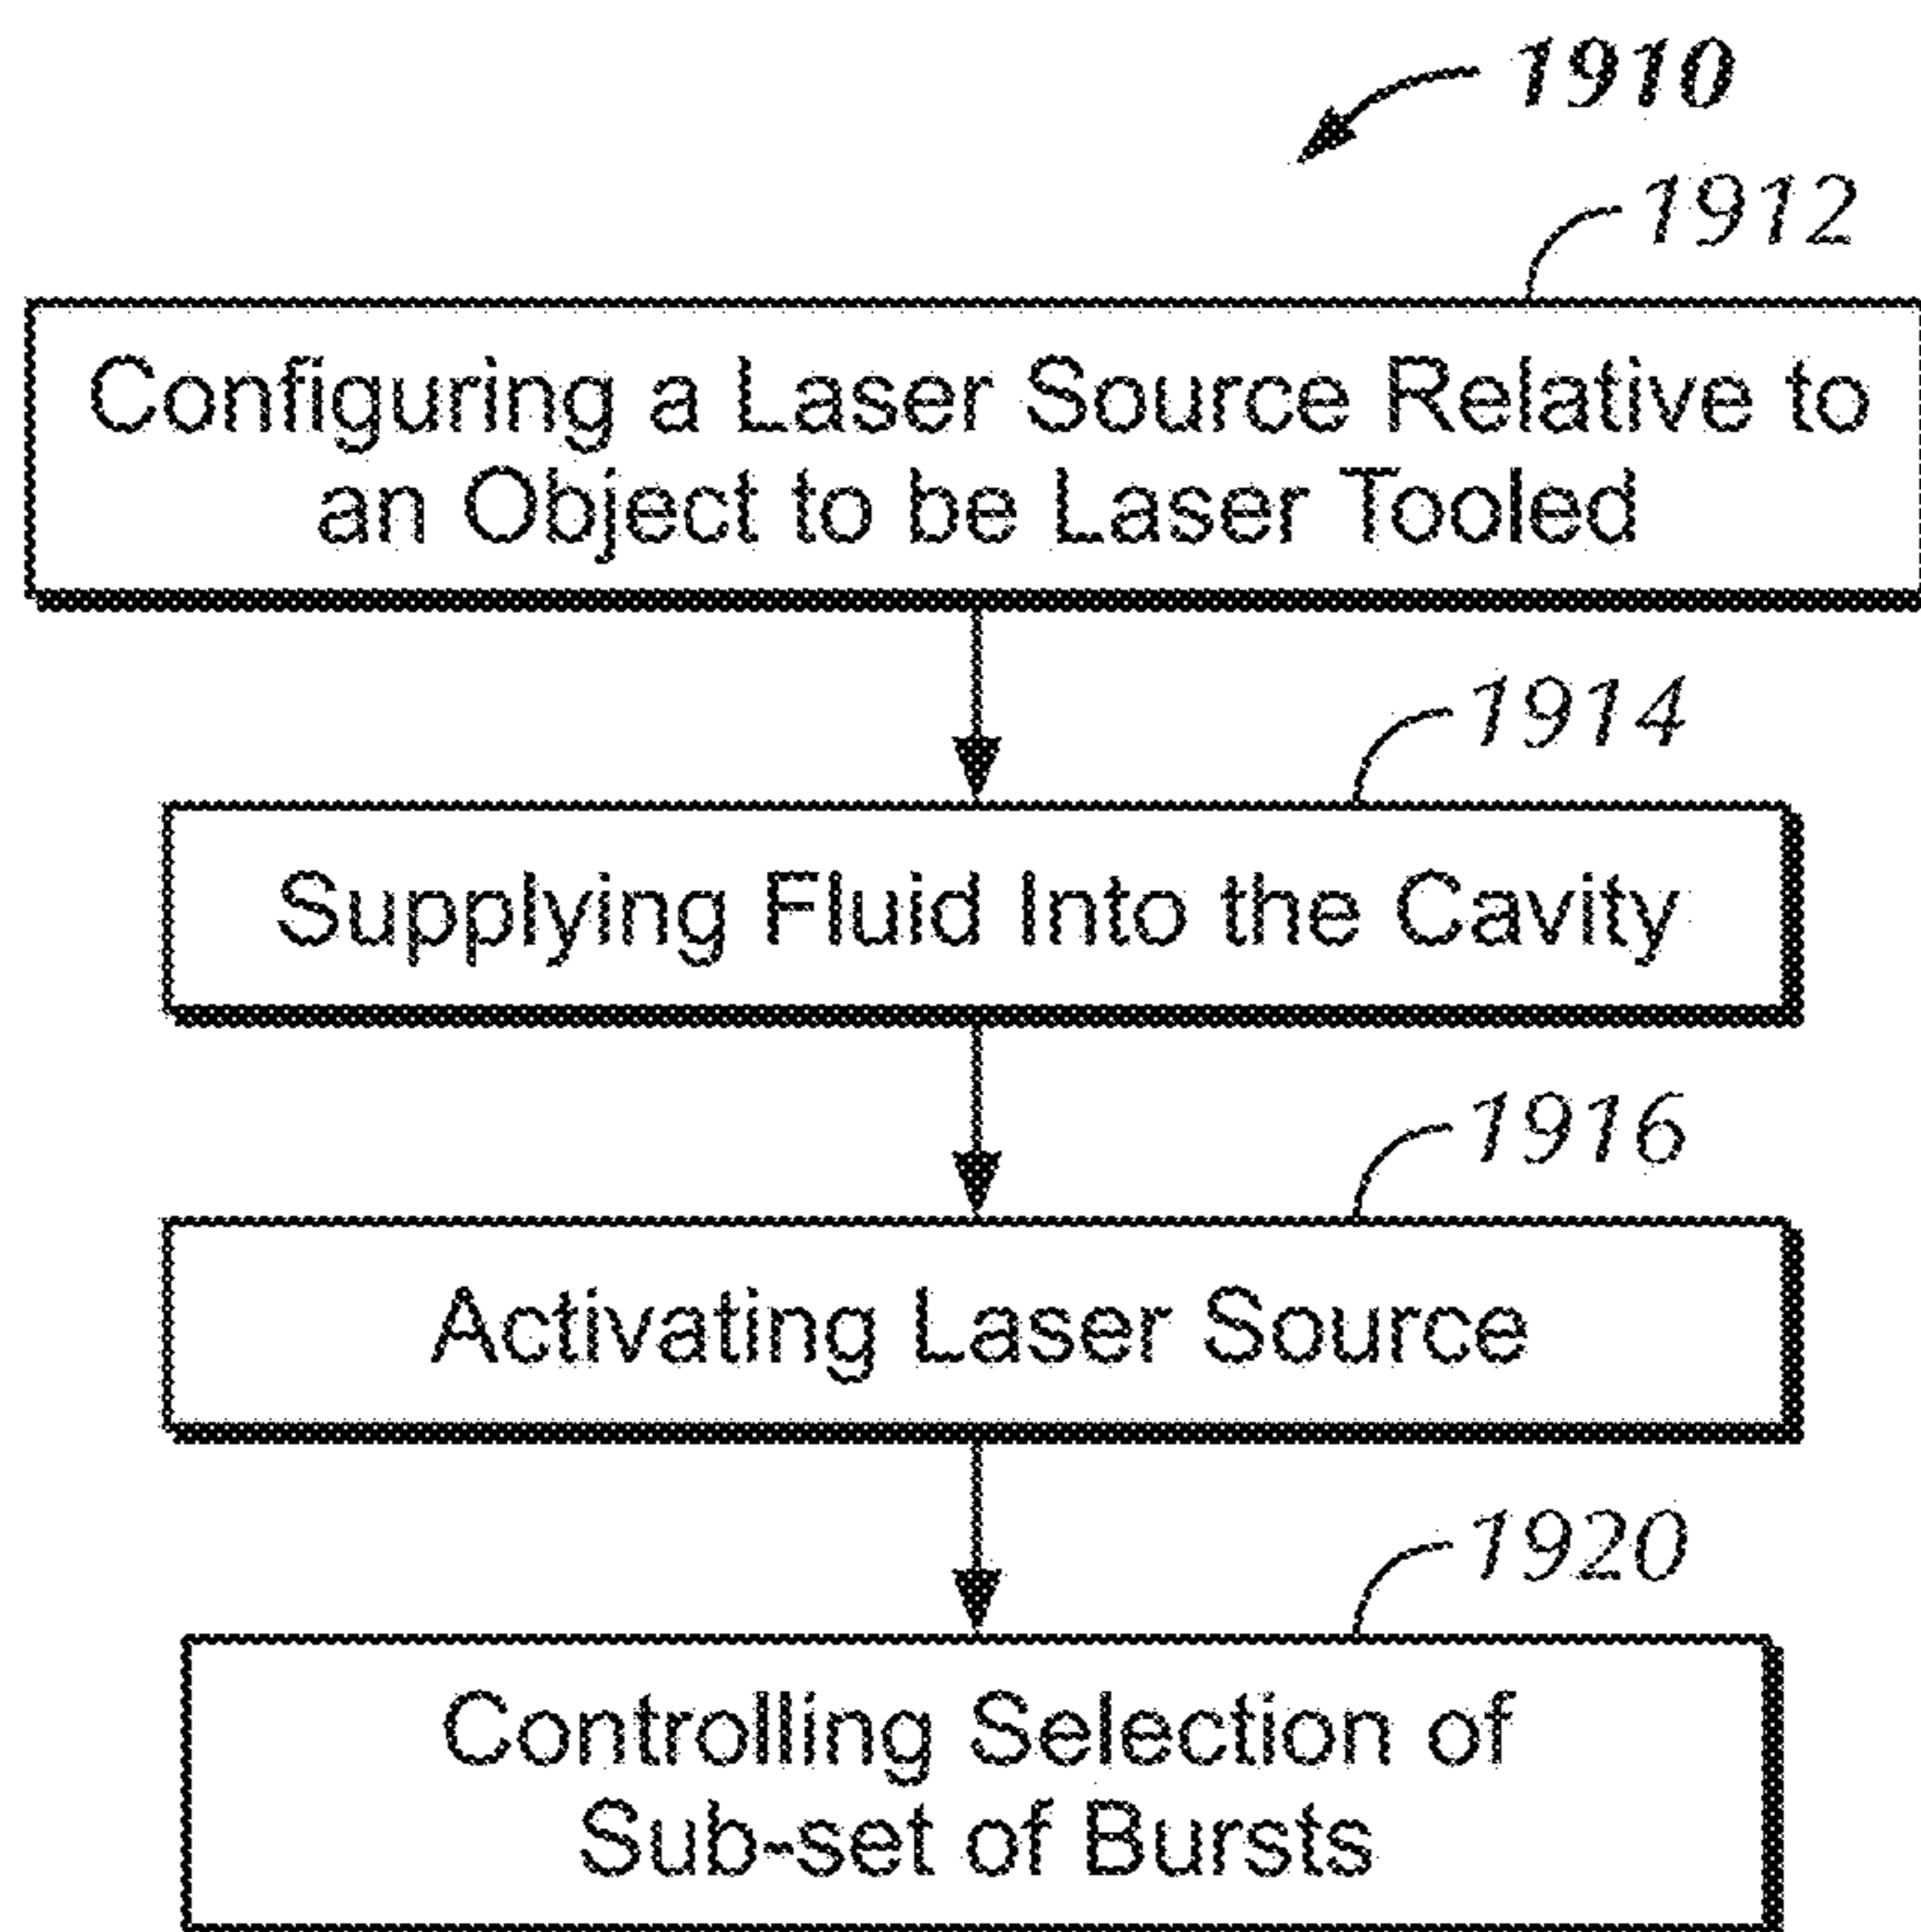 1910
1912
Configuring a Laser Source Relative to
an Object to be Laser Tooled
1914
Supplying Fluid Into the Cavity
1916
Activating Laser Source
1920
Controlling Selection of
Sub-set of Bursts